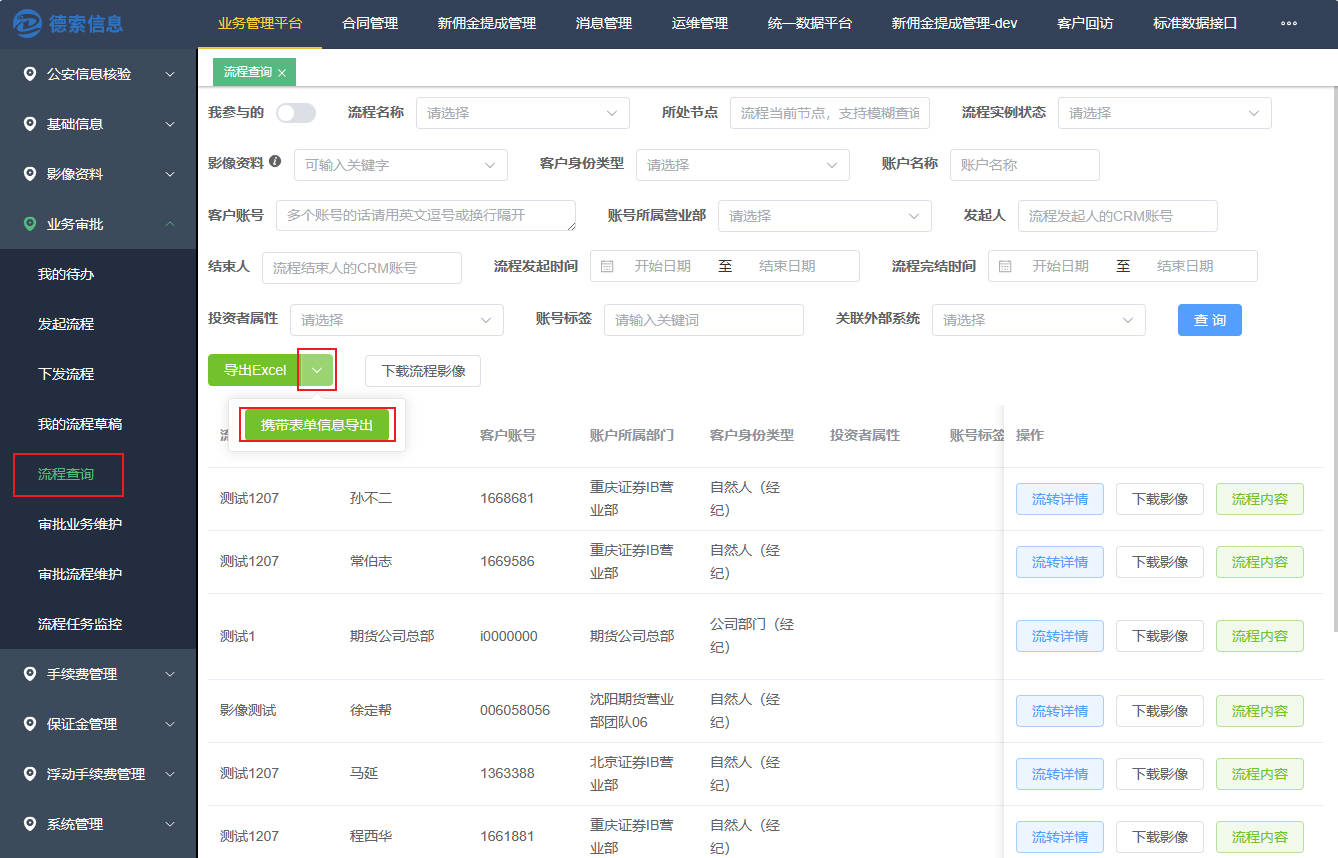 德索信息
业务管理平台 合同管理 新佣金提成管理 消息管理 运维管理 统一数据平台 新佣金提成管理-dev 客户回访 标准数据接口
公安信息核验
基础信息
影像资料
业务审批
我的待办
发起流程
下发流程
我的流程草稿
流程查询
审批业务维护
审批流程维护
流程任务监控
手续费管理
保证金管理
浮动手续费管理
系统管理
流程查询 ×
我参与的 流程名称 请选择 所处节点 流程当前节点，支持模糊查询 流程实例状态 请选择
影像资料 可输入关键字 客户身份类型 请选择 账户名称 账户名称
客户账号 多个账号的话请用英文逗号或换行隔开 账号所属营业部 请选择 发起人 流程发起人的CRM账号
结束人 流程结束人的CRM账号 流程发起时间 开始日期 至 结束日期 流程完结时间 开始日期 至 结束日期
投资者属性 请选择 账号标签 请输入关键词 关联外部系统 请选择 查 询
导出Excel 下载流程影像
携带表单信息导出
客户账号 账户所属部门 客户身份类型 投资者属性 账号标签 操作
测试1207 孙不二 1668681 重庆证券IB营 自然人（经 流转详情 下载影像 流程内容
业部 纪）
测试1207 常伯志 1669586 重庆证券IB营 自然人（经 流转详情 下载影像 流程内容
业部 纪）
测试1 期货公司总部 i0000000 期货公司总部 公司部门（经 流转详情 下载影像 流程内容
纪）
影像测试 徐定帮 006058056 沈阳期货营业 自然人（经 流转详情 下载影像 流程内容
部团队06 纪）
测试1207 马延 1363388 北京证券IB营 自然人（经 流转详情 下载影像 流程内容
业部 纪）
测试1207 程西华 1661881 重庆证券IB营 自然人（经 流转详情 下载影像 流程内容
业部 纪）